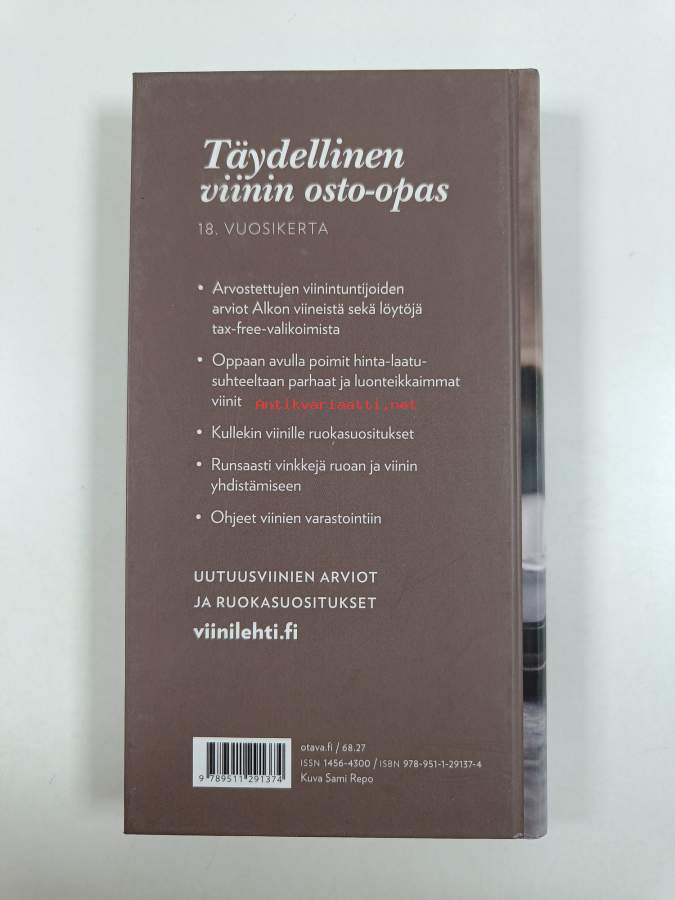 Täydellinen
viinin osto-opas
18. VUOSIKERTA
• Arvostettujen viinintuntijoiden
arviot Alkon viineistä sekä löytöjä
tax-free-valikoimista
• Oppaan avulla poimit hinta-laatu-
suhteeltaan parhaat ja luonteikkaimmat
viinit
Antikvariaatti.net
• Kullekin viinille ruokasuositukset
• Runsaasti vinkkejä ruoan ja viinin
yhdistämiseen
• Ohjeet viinien varastointiin
UUTUUSVIINIEN ARVIOT
JA RUOKASUOSITUKSET
viinilehti.fi
otava.fi / 68.27
ISSN 1456-4300 / ISBN 978-951-1-29137-4
Kuva Sami Repo
9 789511 291374